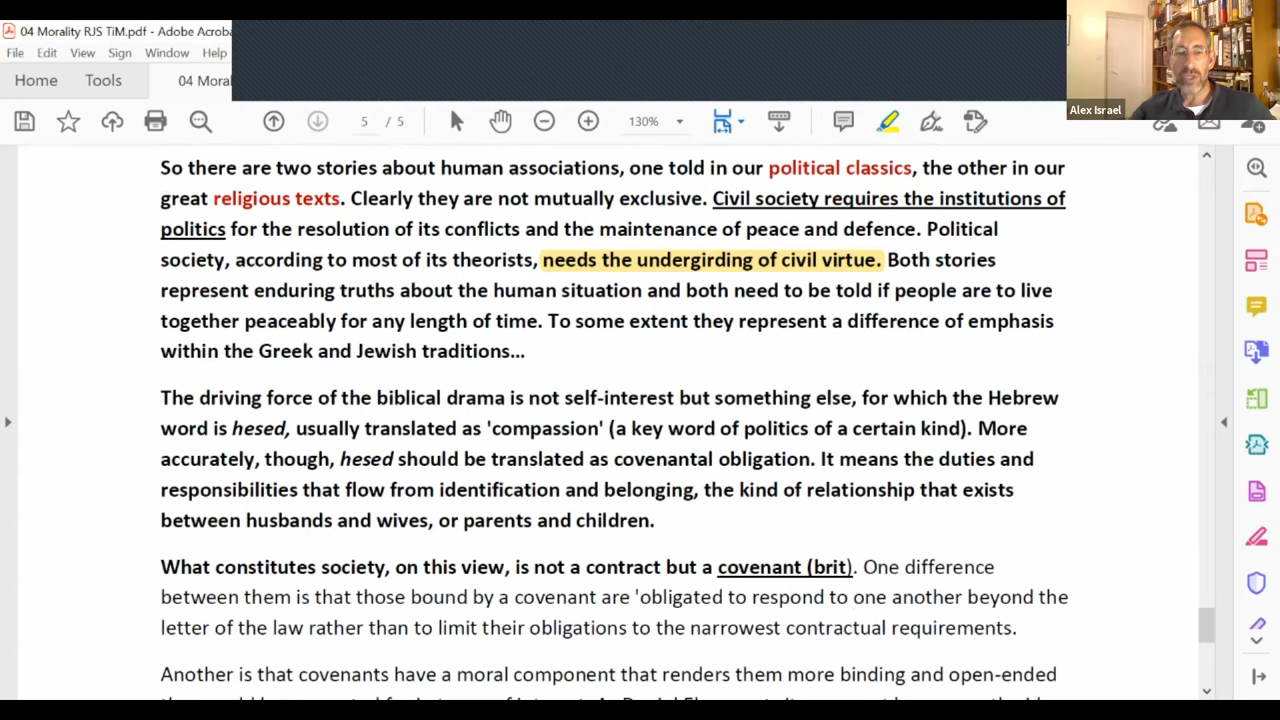 04 Morality RJS TiM.pdf - Adobe Acroba
File Edit View Sign Window Help
Home Tools 04 Moral
5 / 5 130%
Alex Israel
So there are two stories about human associations, one told in our political classics, the other in our
great religious texts. Clearly they are not mutually exclusive. Civil society requires the institutions of
politics for the resolution of its conflicts and the maintenance of peace and defence. Political
society, according to most of its theorists, needs the undergirding of civil virtue. Both stories
represent enduring truths about the human situation and both need to be told if people are to live
together peaceably for any length of time. To some extent they represent a difference of emphasis
within the Greek and Jewish traditions...
The driving force of the biblical drama is not self-interest but something else, for which the Hebrew
word is hesed, usually translated as 'compassion' (a key word of politics of a certain kind). More
accurately, though, hesed should be translated as covenantal obligation. It means the duties and
responsibilities that flow from identification and belonging, the kind of relationship that exists
between husbands and wives, or parents and children.
What constitutes society, on this view, is not a contract but a covenant (brit). One difference
between them is that those bound by a covenant are 'obligated to respond to one another beyond the
letter of the law rather than to limit their obligations to the narrowest contractual requirements.
Another is that covenants have a moral component that renders them more binding and open-ended